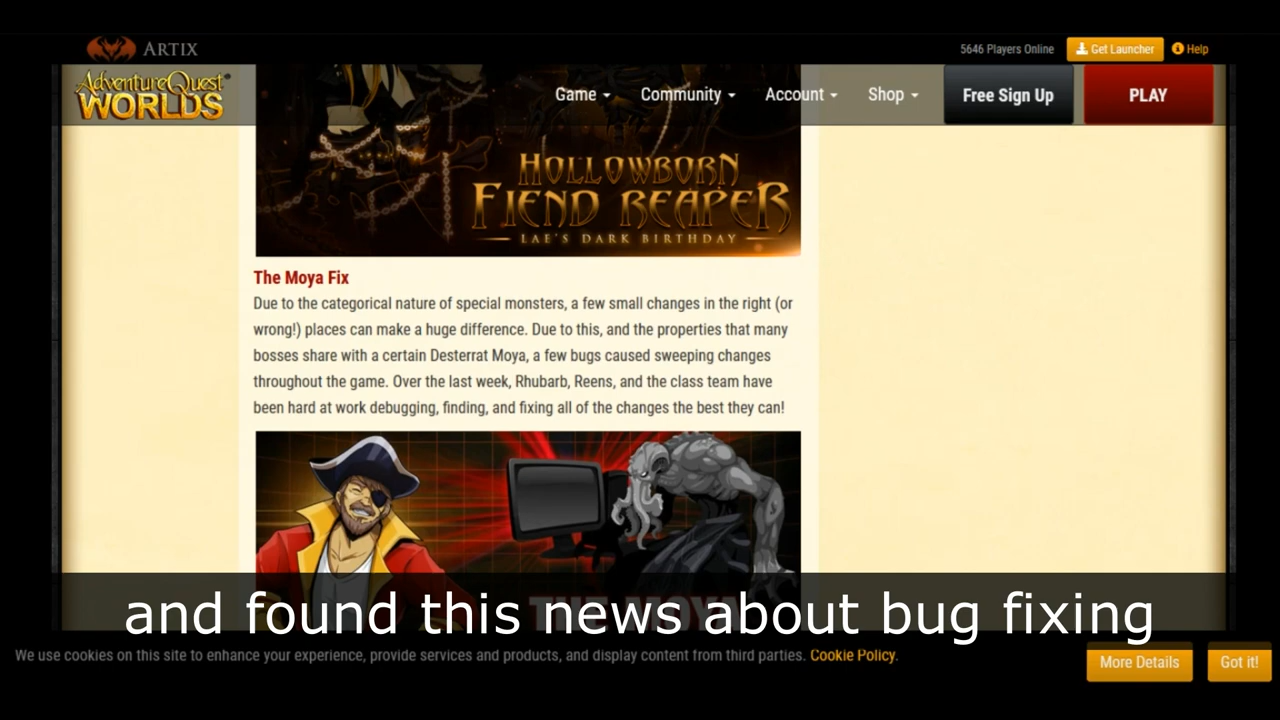 ARTIX
5646 Players Online
Get Launcher
Help
AdventureQuest
WORLDS
Game
Community
Account
Shop
Free Sign Up
PLAY
HOLLOWBORN
FIEND REAPER
LAE'S DARK BIRTHDAY
The Moya Fix
Due to the categorical nature of special monsters, a few small changes in the right (or
wrong!) places can make a huge difference. Due to this, and the properties that many
bosses share with a certain Desterrat Moya, a few bugs caused sweeping changes
throughout the game. Over the last week, Rhubarb, Reens, and the class team have
been hard at work debugging, finding, and fixing all of the changes the best they can!
THE MOYA
and found this news about bug fixing
We use cookies on this site to enhance your experience, provide services and products, and display content from third parties. Cookie Policy.
More Details
Got it!